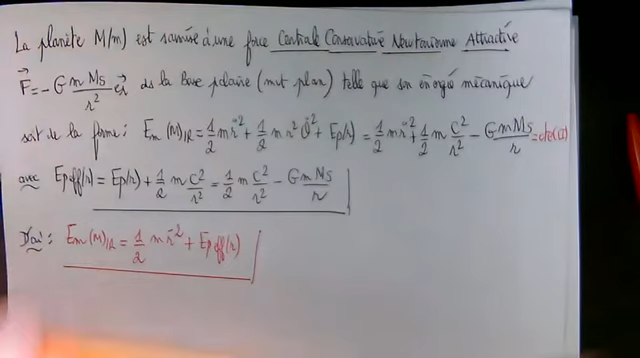 La planète M(m) est soumise à une force Centrale Conservative Newtonienne Attractive
F⃗ = -G m Ms/r² e⃗r ds la Base polaire (mvt plan) telle que son énergie mécanique
soit de la forme : Em(M)/R = 1/2 m ṙ² + 1/2 m r² θ̇² + Ep(r) = 1/2 m ṙ² + 1/2 m C²/r² - G m Ms/r = cte
avec Epeff(r) = Ep(r) + 1/2 m C²/r² = 1/2 m C²/r² - G m Ms/r
D'où : Em(M)/R = 1/2 m ṙ² + Epeff(r)